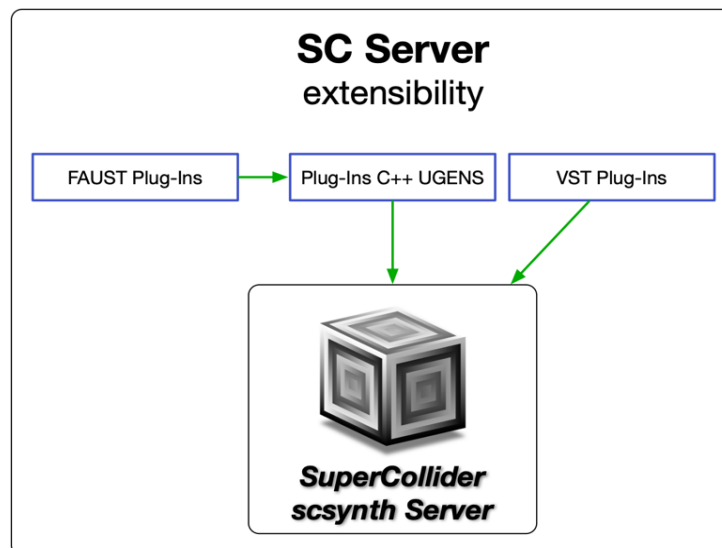 SC Server
extensibility
FAUST Plug-Ins
Plug-Ins C++ UGENS
VST Plug-Ins
SuperCollider
scsynth Server